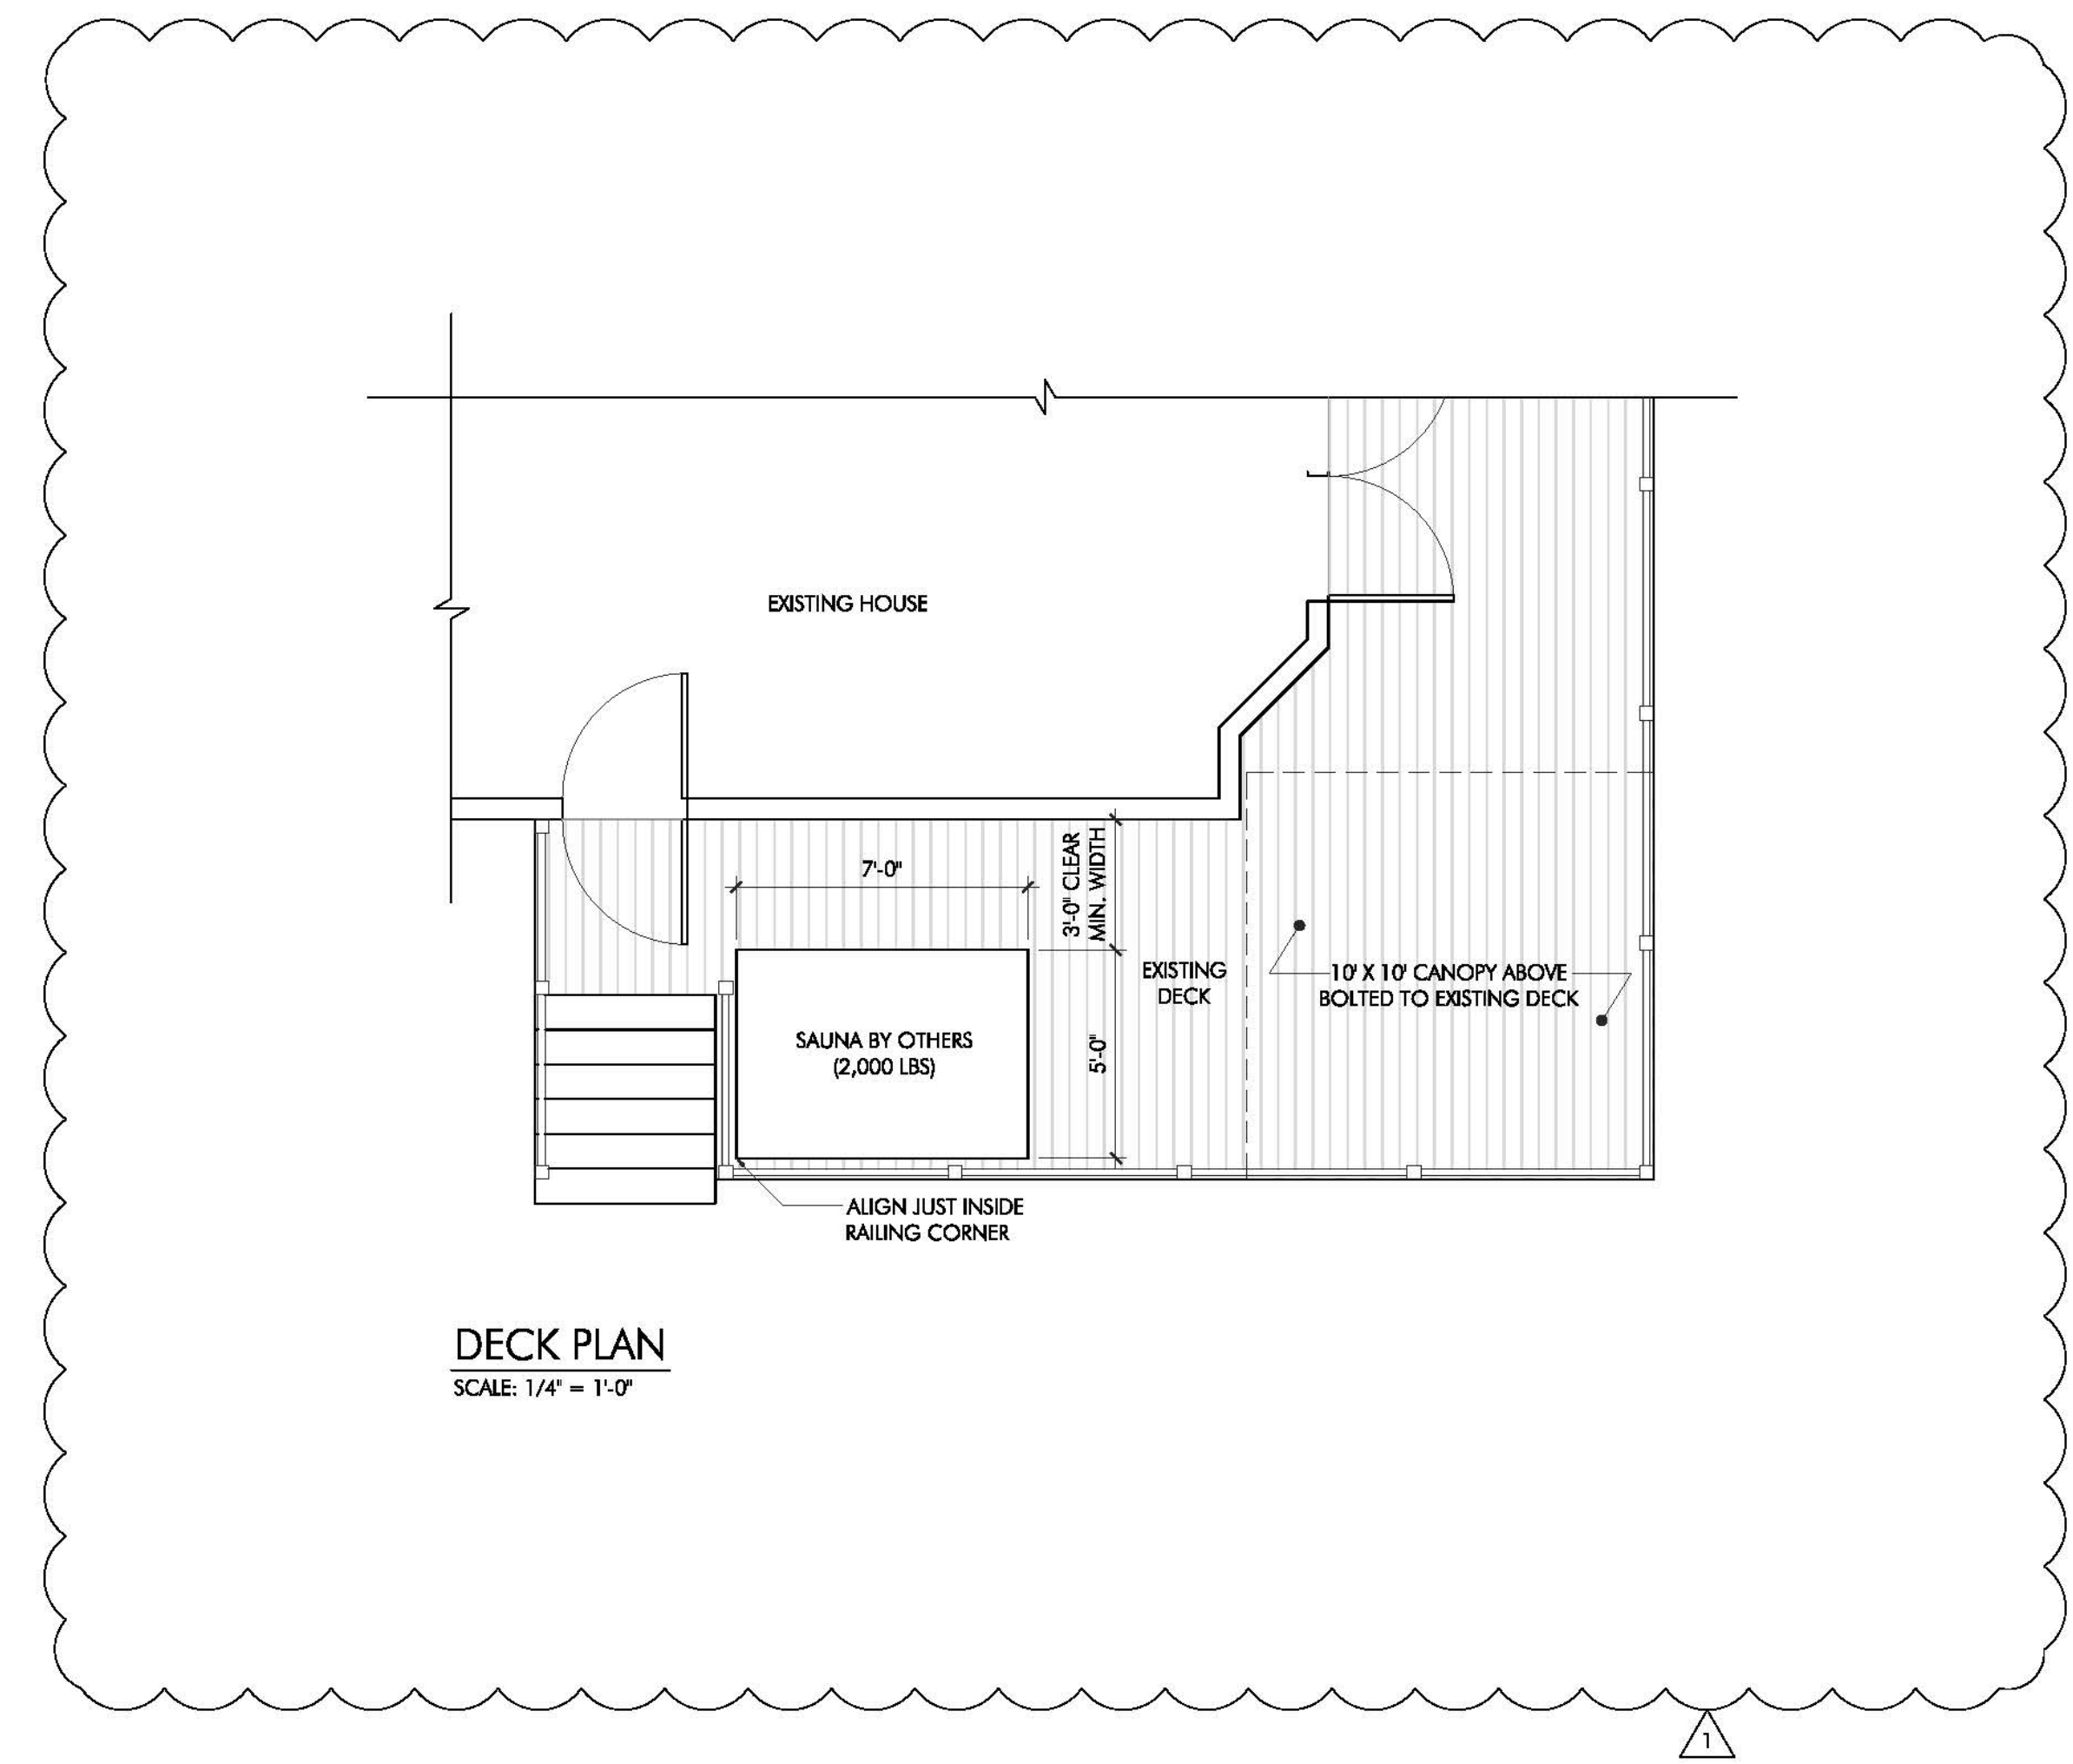 EXISTING HOUSE
7'-0"
3'-0" CLEAR
MIN. WIDTH
EXISTING
DECK
10' X 10' CANOPY ABOVE
BOLTED TO EXISTING DECK
SAUNA BY OTHERS
(2,000 LBS)
5'-0"
ALIGN JUST INSIDE
RAILING CORNER
DECK PLAN
SCALE: 1/4" = 1'-0"
1